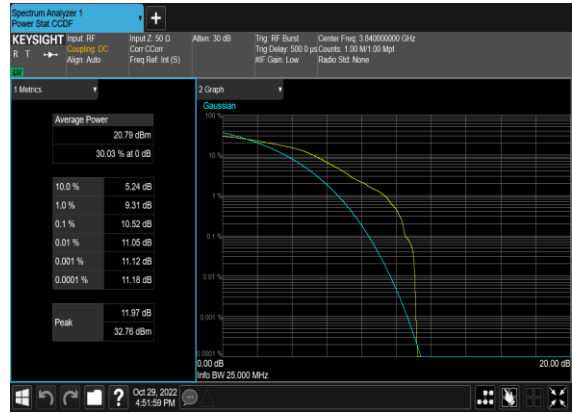 Spectrum Analyzer 1
Power Stat CCDF
+
KEYSIGHT
R T
LXI
Input: RF
Coupling: DC
Align: Auto
Input Z: 50 Ω
Corr CCorr
Freq Ref: Int (S)
Atten: 30 dB
Trig: RF Burst
Trig Delay: 500.0 µs
#IF Gain: Low
Center Freq: 3.840000000 GHz
Counts: 1.00 M/1.00 Mpt
Radio Std: None
1 Metrics
Average Power
20.79 dBm
30.03 % at 0 dB
10.0 % 5.24 dB
1.0 % 9.31 dB
0.1 % 10.52 dB
0.01 % 11.05 dB
0.001 % 11.12 dB
0.0001 % 11.18 dB
Peak
11.97 dB
32.76 dBm
2 Graph
Gaussian
100 %
10 %
1 %
0.1 %
0.01 %
0.001 %
0.0001 %
0.00 dB
20.00 dB
Info BW 25.000 MHz
?
Oct 29, 2022
4:51:59 PM